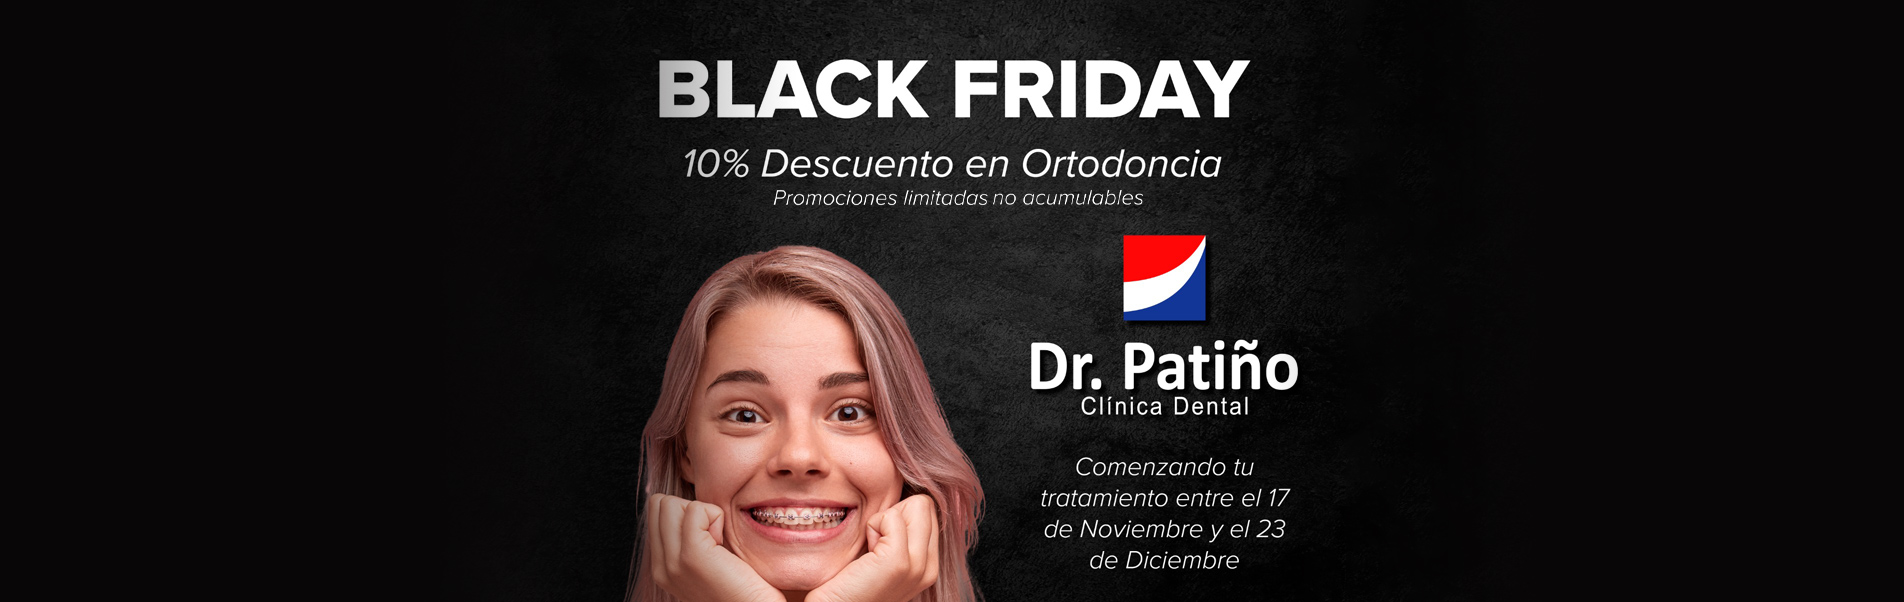 BLACK FRIDAY
10% Descuento en Ortodoncia
Promociones limitadas no acumulables
Dr. Patiño
Clínica Dental
Comenzando tu
tratamiento entre el 17
de Noviembre y el 23
de Diciembre